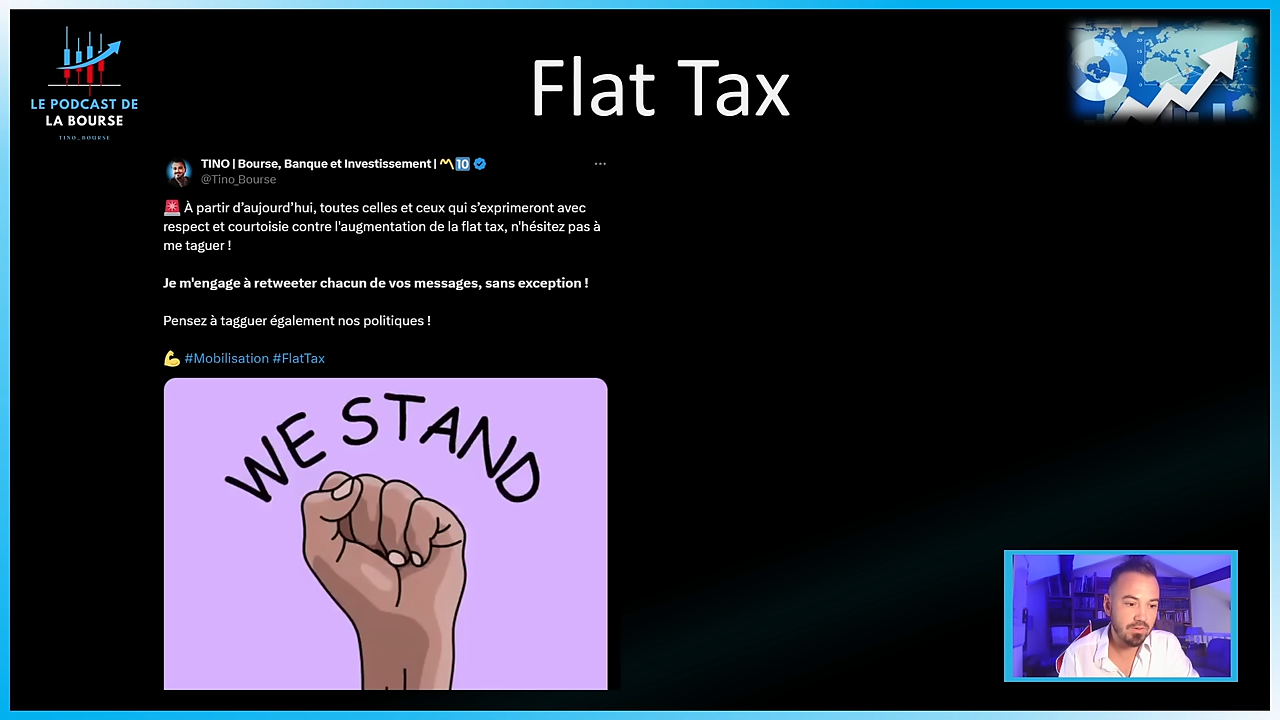 LE PODCAST DE
LA BOURSE
TINO_BOURSE
Flat Tax
TINO | Bourse, Banque et Investissement | 〽️🔟
@Tino_Bourse
🚨 À partir d’aujourd’hui, toutes celles et ceux qui s’exprimeront avec
respect et courtoisie contre l'augmentation de la flat tax, n'hésitez pas à
me taguer !
Je m'engage à retweeter chacun de vos messages, sans exception !
Pensez à tagguer également nos politiques !
💪 #Mobilisation #FlatTax
WE STAND